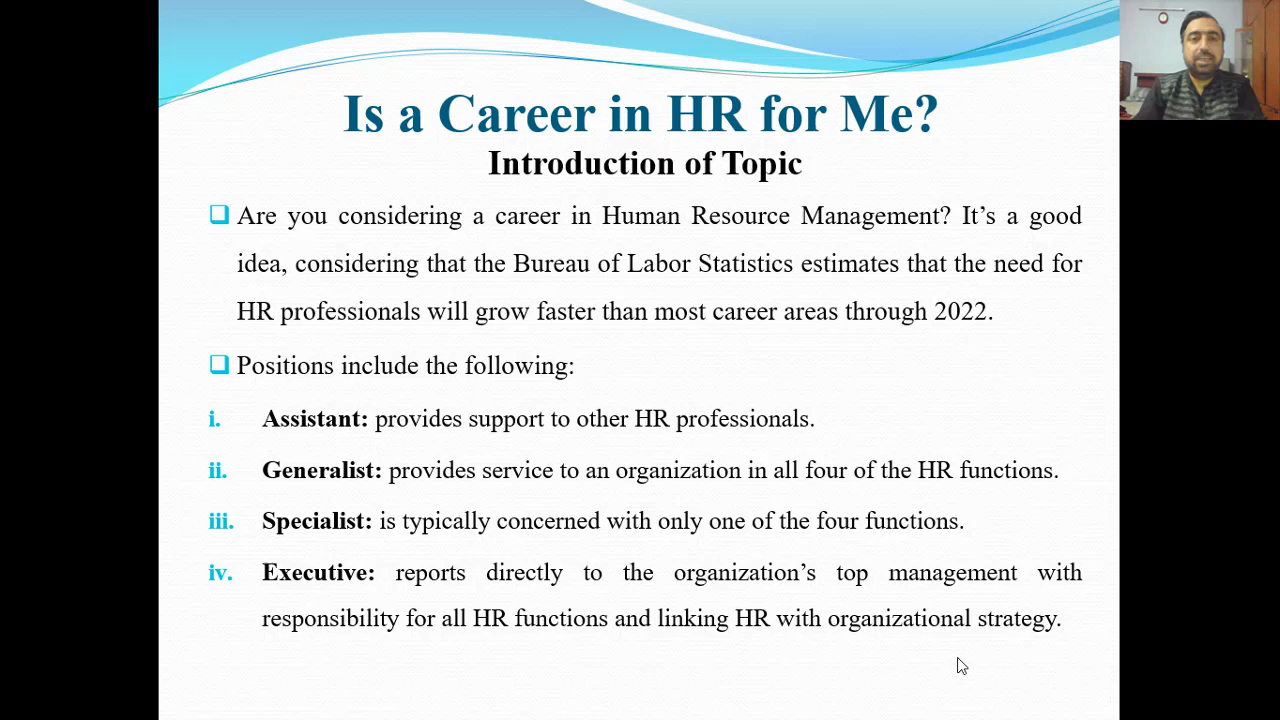 Is a Career in HR for Me?
Introduction of Topic
❑ Are you considering a career in Human Resource Management? It’s a good
idea, considering that the Bureau of Labor Statistics estimates that the need for
HR professionals will grow faster than most career areas through 2022.
❑ Positions include the following:
i. Assistant: provides support to other HR professionals.
ii. Generalist: provides service to an organization in all four of the HR functions.
iii. Specialist: is typically concerned with only one of the four functions.
iv. Executive: reports directly to the organization’s top management with
responsibility for all HR functions and linking HR with organizational strategy.